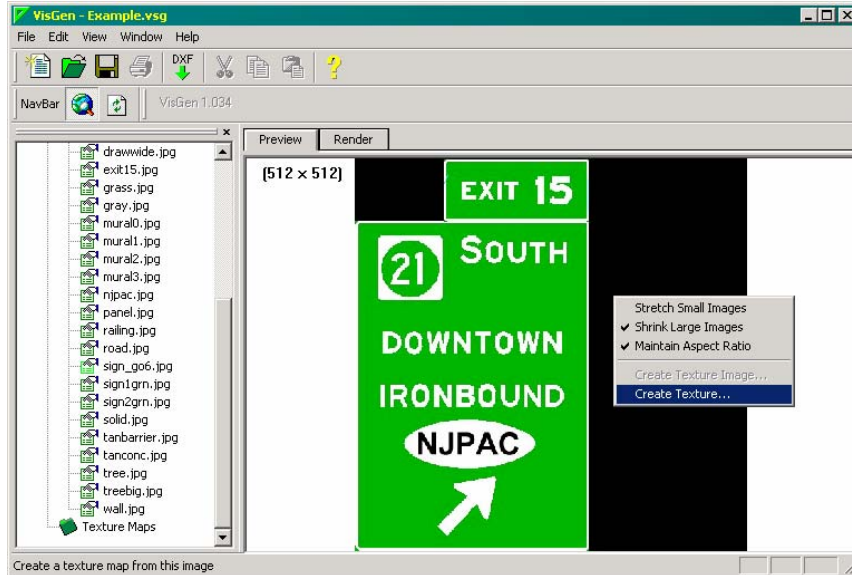 VisGen - Example.vsg
File Edit View Window Help
DXF
NavBar VisGen 1.034
Preview Render
drawwide.jpg
exit15.jpg
grass.jpg
gray.jpg
mural0.jpg
mural1.jpg
mural2.jpg
mural3.jpg
njpac.jpg
panel.jpg
railing.jpg
road.jpg
sign_go6.jpg
sign1grn.jpg
sign2grn.jpg
solid.jpg
tanbarrier.jpg
tanconc.jpg
tree.jpg
treebig.jpg
wall.jpg
Texture Maps
(512 × 512)
EXIT 15
21 SOUTH
DOWNTOWN
IRONBOUND
NJPAC
Stretch Small Images
Shrink Large Images
Maintain Aspect Ratio
Create Texture Image...
Create Texture...
Create a texture map from this image